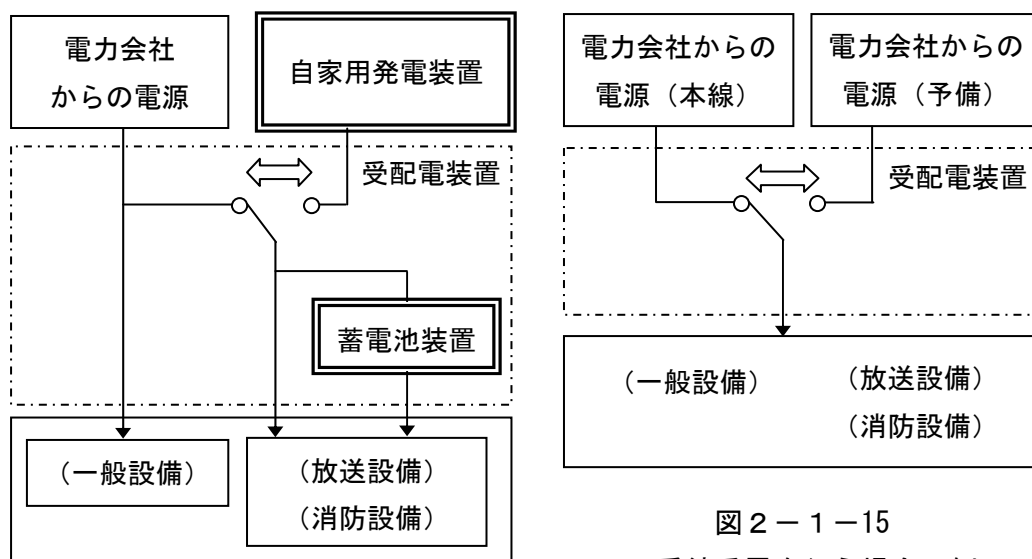 電力会社
からの電源
自家用発電装置
受配電装置
蓄電池装置
（一般設備）
（放送設備）
（消防設備）
電力会社からの
電源（本線）
電力会社からの
電源（予備）
受配電装置
（一般設備）
（放送設備）
（消防設備）
図２－１－15